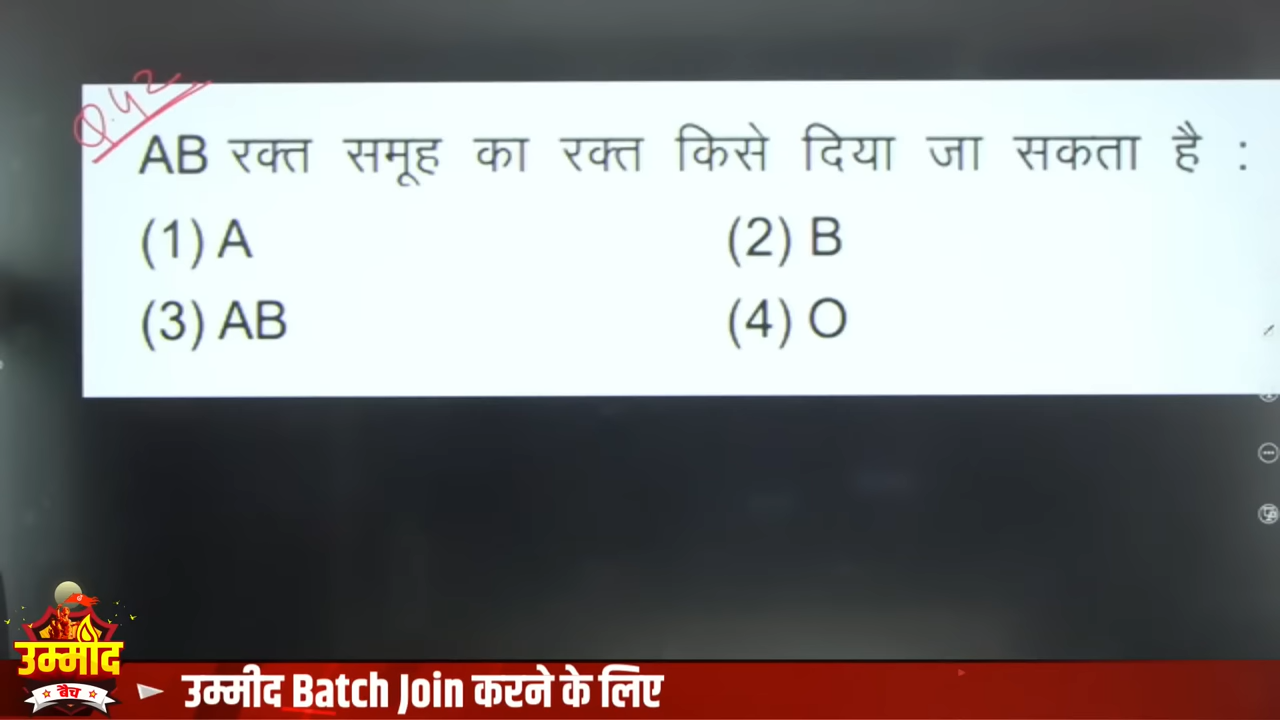 Q.42
AB रक्त समूह का रक्त किसे दिया जा सकता है :
(1) A (2) B
(3) AB (4) O
उम्मीद
बैच
उम्मीद Batch Join करने के लिए